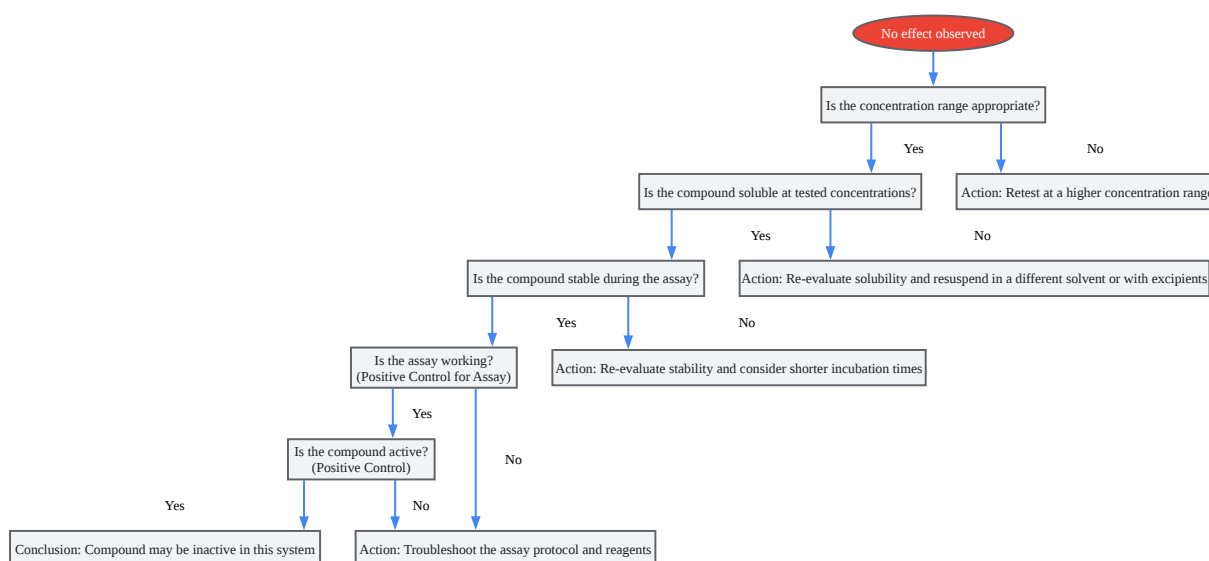 No effect observed
Is the concentration range appropriate?
Yes
No
Is the compound soluble at tested concentrations?
Action: Retest at a higher concentration range
Yes
No
Is the compound stable during the assay?
Action: Re-evaluate solubility and resuspend in a different solvent or with excipients
Yes
No
Is the assay working?
(Positive Control for Assay)
Action: Re-evaluate stability and consider shorter incubation times
Yes
No
Is the compound active?
(Positive Control)
Yes
No
Conclusion: Compound may be inactive in this system
Action: Troubleshoot the assay protocol and reagents